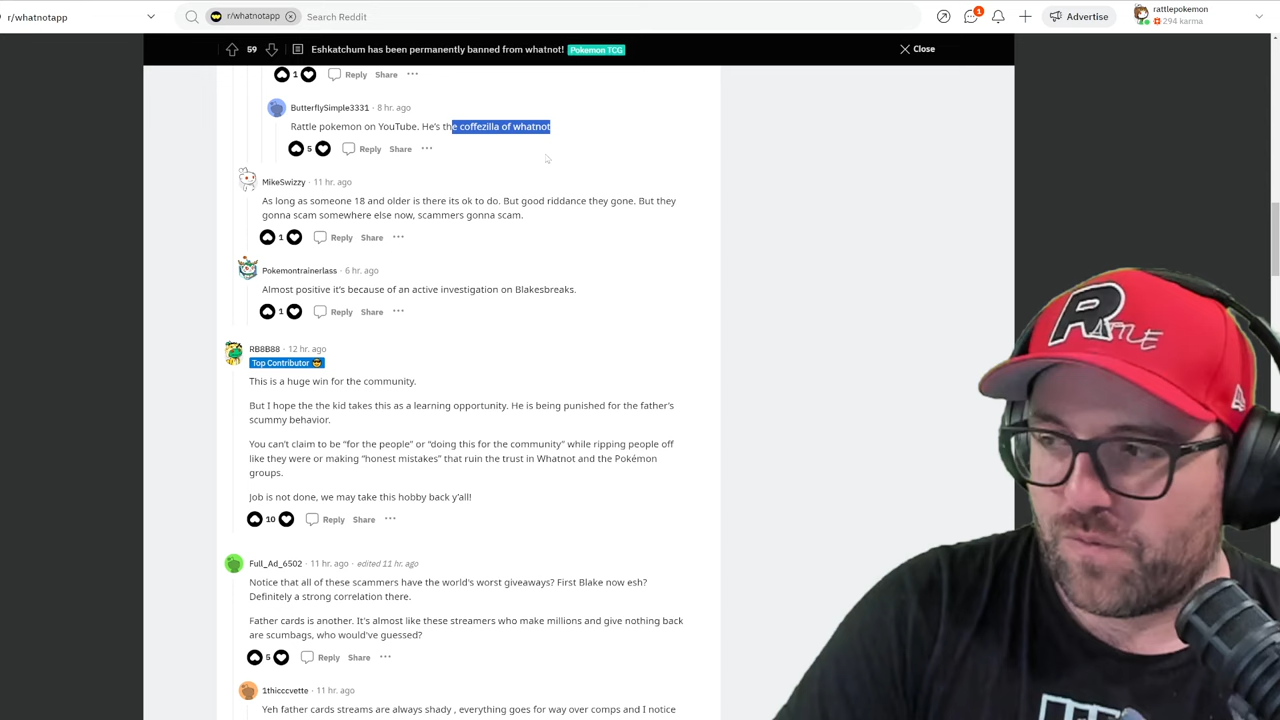 r/whatnotapp
r/whatnotapp
Search Reddit
1
Advertise
rattlepokemon
294 karma
59
Eshkatchum has been permanently banned from whatnot!
Pokemon TCG
Close
1
Reply
Share
ButterflySimple3331 · 8 hr. ago
Rattle pokemon on YouTube. He's the coffezilla of whatnot
5
Reply
Share
MikeSwizzy · 11 hr. ago
As long as someone 18 and older is there its ok to do. But good riddance they gone. But they
gonna scam somewhere else now, scammers gonna scam.
1
Reply
Share
Pokemontrainerlass · 6 hr. ago
Almost positive it's because of an active investigation on Blakesbreaks.
1
Reply
Share
RB8B88 · 12 hr. ago
Top Contributor 😎
This is a huge win for the community.
But I hope the the kid takes this as a learning opportunity. He is being punished for the father's
scummy behavior.
You can't claim to be “for the people” or “doing this for the community” while ripping people off
like they were or making “honest mistakes” that ruin the trust in Whatnot and the Pokémon
groups.
Job is not done, we may take this hobby back y'all!
10
Reply
Share
Full_Ad_6502 · 11 hr. ago · edited 11 hr. ago
Notice that all of these scammers have the world's worst giveaways? First Blake now esh?
Definitely a strong correlation there.
Father cards is another. It's almost like these streamers who make millions and give nothing back
are scumbags, who would've guessed?
5
Reply
Share
1thicccvette · 11 hr. ago
Yeh father cards streams are always shady , everything goes for way over comps and I notice
RATTLE